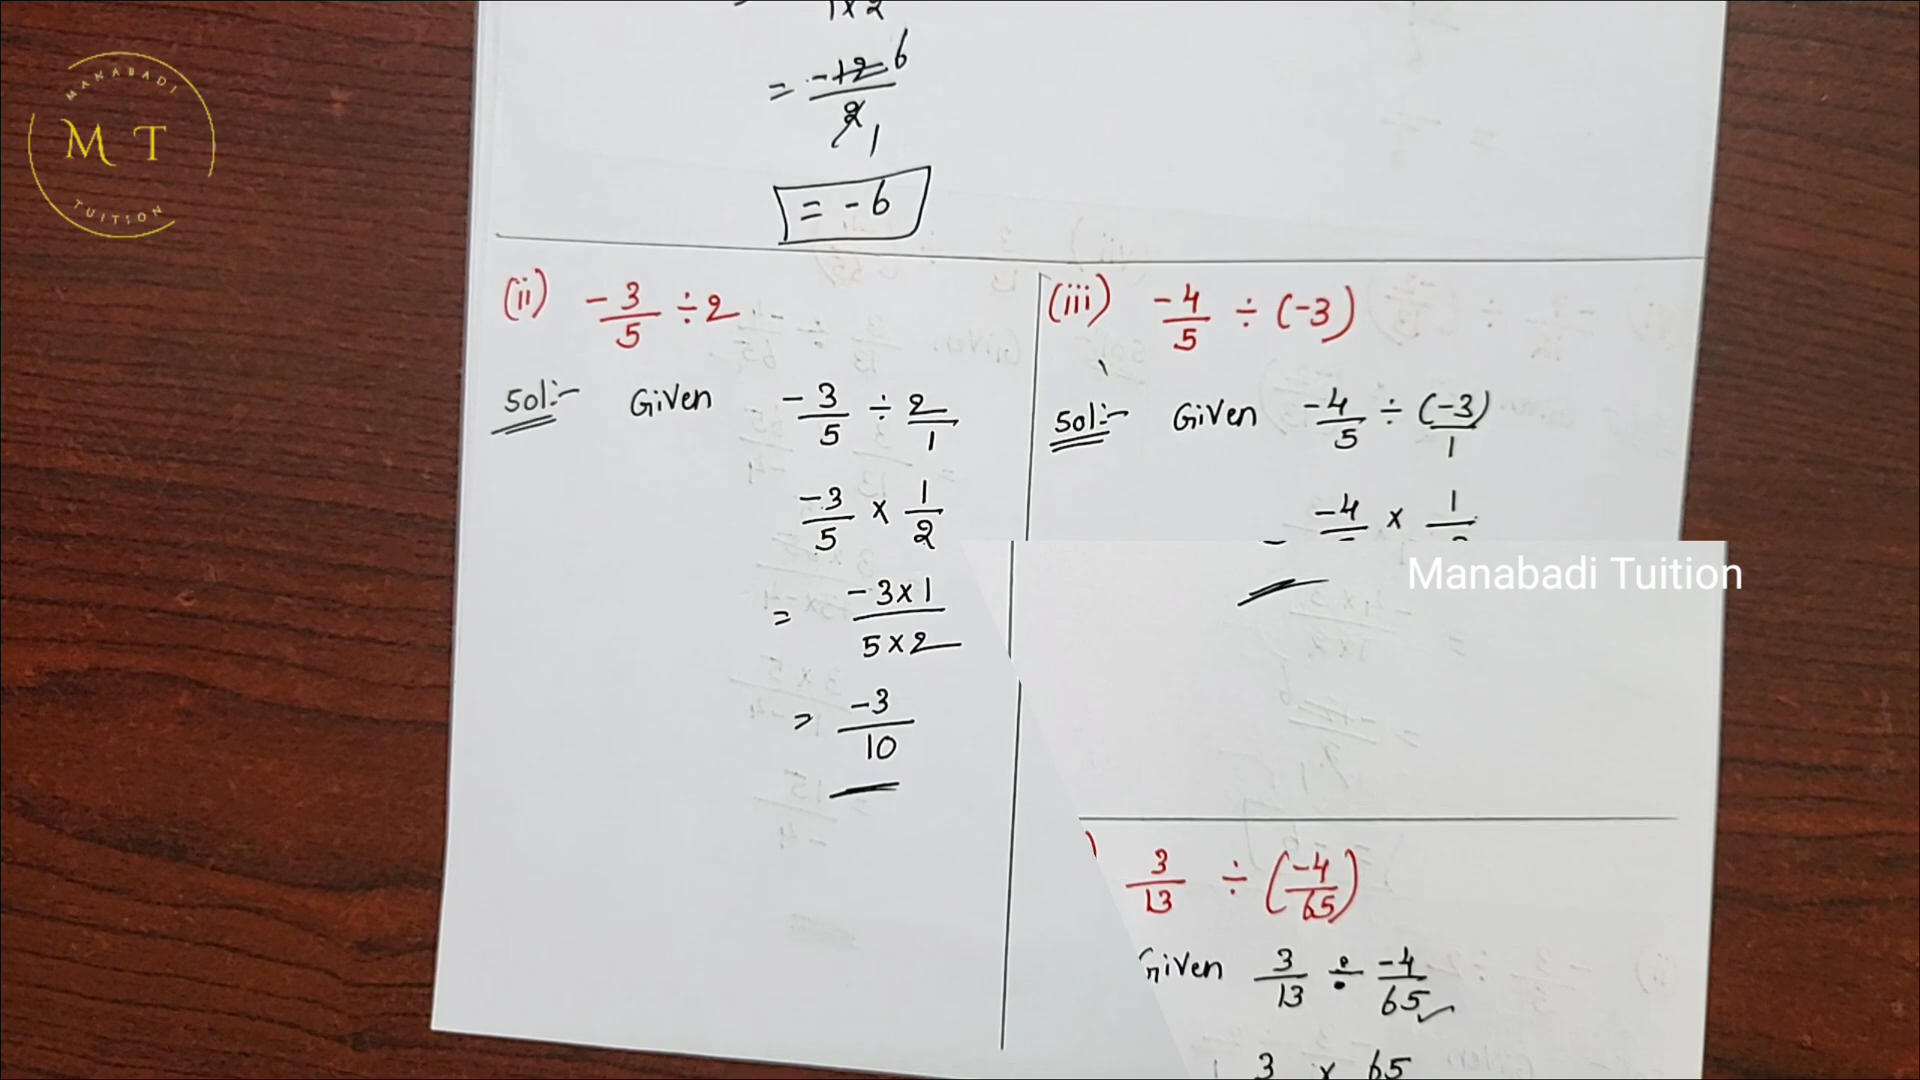 MANABADI
M T
TUITION
1×2
= -12 6
2 1
= -6
(ii) -3/5 ÷ 2
Sol:- Given -3/5 ÷ 2/1
-3/5 × 1/2
= -3×1/5×2
= -3/10
(iii) -4/5 ÷ (-3)
Sol:- Given -4/5 ÷ (-3)/1
-4 × 1
Manabadi Tuition
3/13 ÷ (-4/65)
Given 3/13 ÷ -4/65
3 × 65